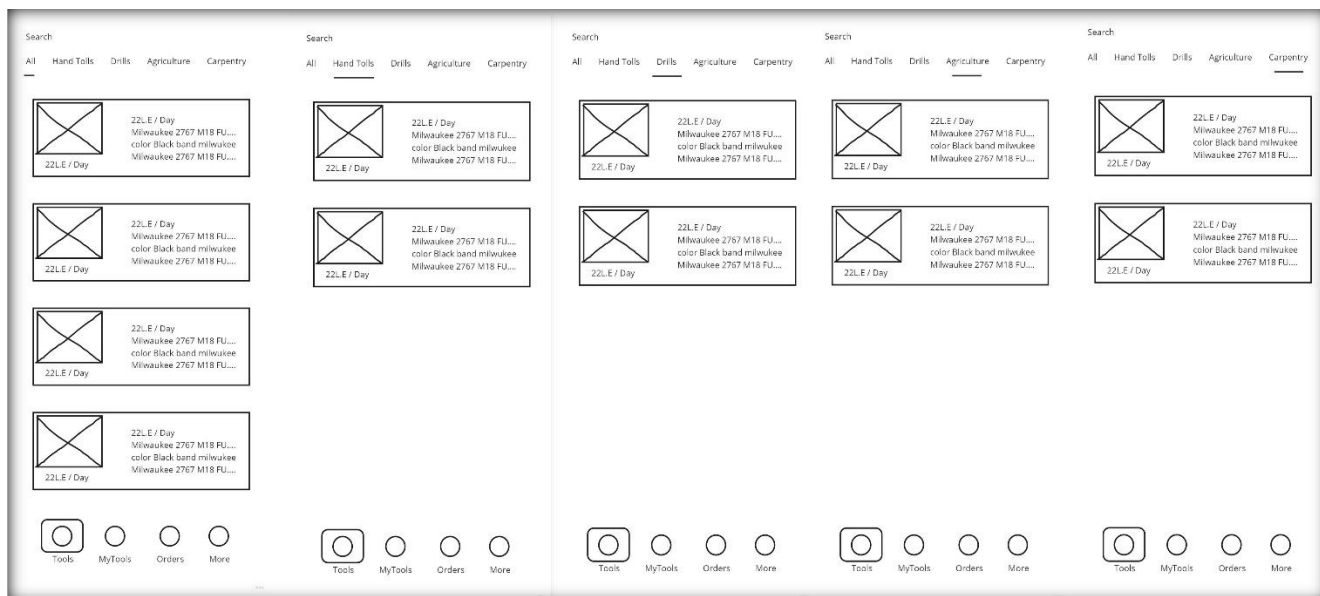 Search
All Hand Tolls Drills Agriculture Carpentry
22L.E / Day
Milwaukee 2767 M18 FU....
color Black band milwukee
Milwaukee 2767 M18 FU....
22L.E / Day
22L.E / Day
Milwaukee 2767 M18 FU....
color Black band milwukee
Milwaukee 2767 M18 FU....
22L.E / Day
22L.E / Day
Milwaukee 2767 M18 FU....
color Black band milwukee
Milwaukee 2767 M18 FU....
22L.E / Day
22L.E / Day
Milwaukee 2767 M18 FU....
color Black band milwukee
Milwaukee 2767 M18 FU....
22L.E / Day
Tools MyTools Orders More
Search
All Hand Tolls Drills Agriculture Carpentry
22L.E / Day
Milwaukee 2767 M18 FU....
color Black band milwukee
Milwaukee 2767 M18 FU....
22L.E / Day
22L.E / Day
Milwaukee 2767 M18 FU....
color Black band milwukee
Milwaukee 2767 M18 FU....
22L.E / Day
Tools MyTools Orders More
Search
All Hand Tolls Drills Agriculture Carpentry
22L.E / Day
Milwaukee 2767 M18 FU....
color Black band milwukee
Milwaukee 2767 M18 FU....
22L.E / Day
22L.E / Day
Milwaukee 2767 M18 FU....
color Black band milwukee
Milwaukee 2767 M18 FU....
22L.E / Day
Tools MyTools Orders More
Search
All Hand Tolls Drills Agriculture Carpentry
22L.E / Day
Milwaukee 2767 M18 FU....
color Black band milwukee
Milwaukee 2767 M18 FU....
22L.E / Day
22L.E / Day
Milwaukee 2767 M18 FU....
color Black band milwukee
Milwaukee 2767 M18 FU....
22L.E / Day
Tools MyTools Orders More
Search
All Hand Tolls Drills Agriculture Carpentry
22L.E / Day
Milwaukee 2767 M18 FU....
color Black band milwukee
Milwaukee 2767 M18 FU....
22L.E / Day
22L.E / Day
Milwaukee 2767 M18 FU....
color Black band milwukee
Milwaukee 2767 M18 FU....
22L.E / Day
Tools MyTools Orders More